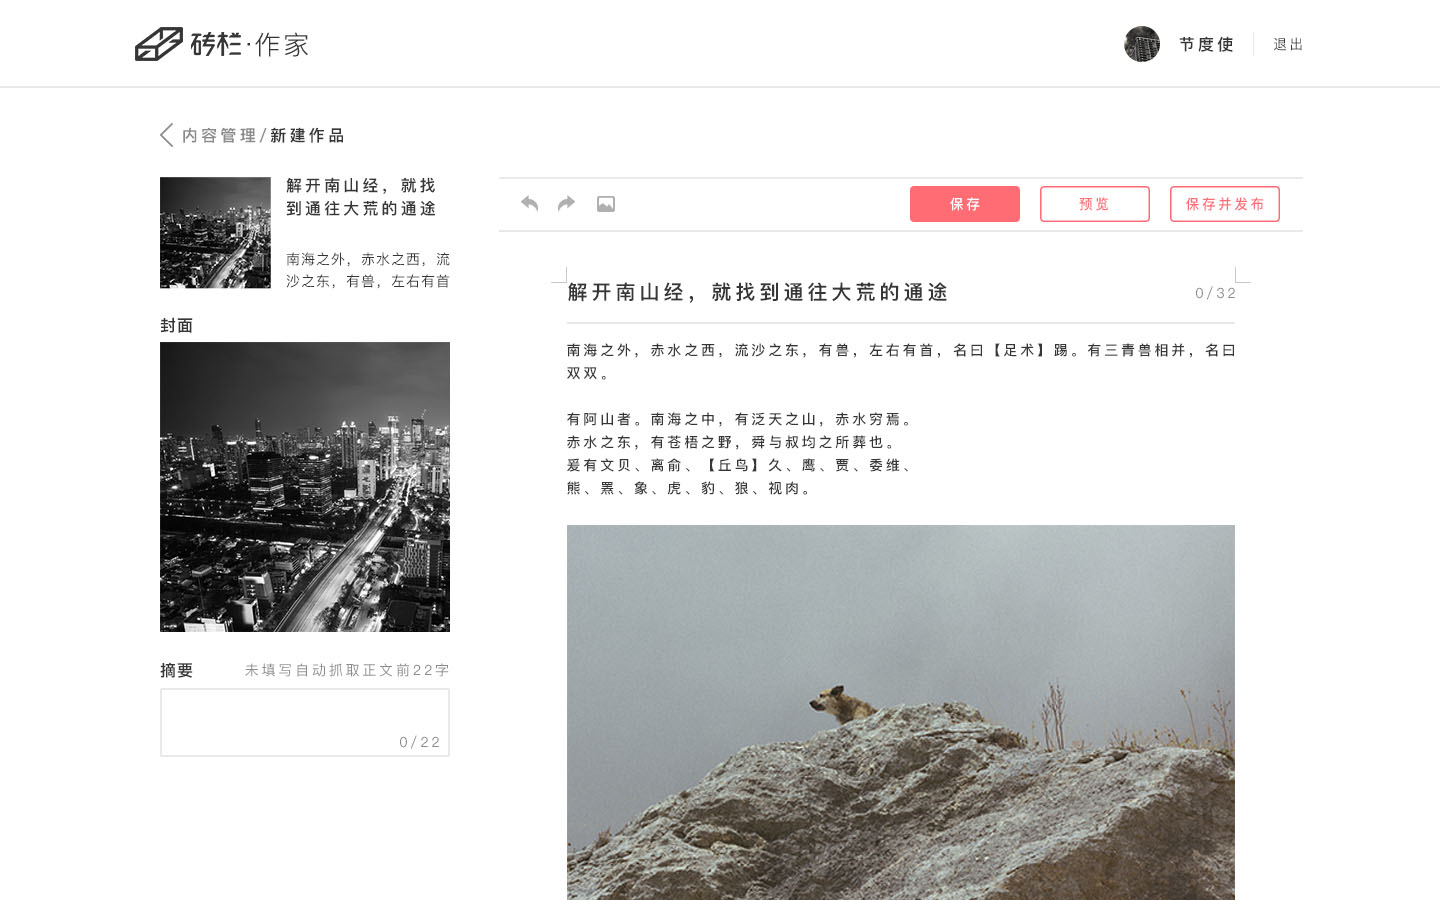 砖栏·作家
节度使
退出
内容管理/新建作品
解开南山经，就找
到通往大荒的通途
南海之外，赤水之西，流
沙之东，有兽，左右有首
封面
摘要
未填写自动抓取正文前22字
0/22
保存
预览
保存并发布
解开南山经，就找到通往大荒的通途
0/32
南海之外，赤水之西，流沙之东，有兽，左右有首，名曰【足术】踢。有三青兽相并，名曰
双双。
有阿山者。南海之中，有泛天之山，赤水穷焉。
赤水之东，有苍梧之野，舜与叔均之所葬也。
爰有文贝、离俞、【丘鸟】久、鹰、贾、委维、
熊、罴、象、虎、豹、狼、视肉。